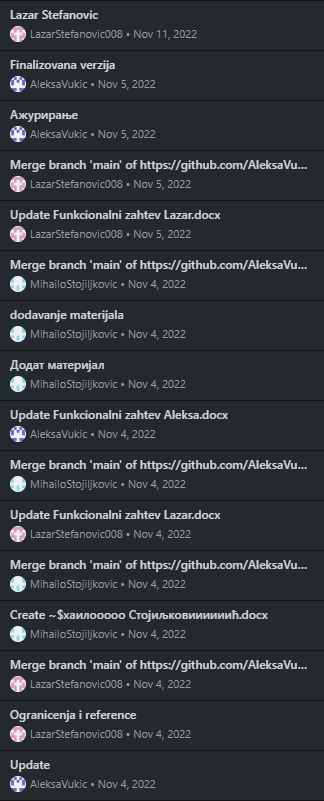 Lazar Stefanovic
LazarStefanovic008 • Nov 11, 2022
Finalizovana verzija
AleksaVukic • Nov 5, 2022
Ажурирање
AleksaVukic • Nov 5, 2022
Merge branch 'main' of https://github.com/AleksaVu...
LazarStefanovic008 • Nov 5, 2022
Update Funkcionalni zahtev Lazar.docx
LazarStefanovic008 • Nov 5, 2022
Merge branch 'main' of https://github.com/AleksaVu...
MihailoStojiljkovic • Nov 4, 2022
dodavanje materijala
MihailoStojiljkovic • Nov 4, 2022
Додат материјал
MihailoStojiljkovic • Nov 4, 2022
Update Funkcionalni zahtev Aleksa.docx
AleksaVukic • Nov 4, 2022
Merge branch 'main' of https://github.com/AleksaVu...
MihailoStojiljkovic • Nov 4, 2022
Update Funkcionalni zahtev Lazar.docx
LazarStefanovic008 • Nov 4, 2022
Merge branch 'main' of https://github.com/AleksaVu...
MihailoStojiljkovic • Nov 4, 2022
Create ~$хаилооооо Стојиљковиииииић.docx
MihailoStojiljkovic • Nov 4, 2022
Merge branch 'main' of https://github.com/AleksaVu...
LazarStefanovic008 • Nov 4, 2022
Ogranicenja i reference
LazarStefanovic008 • Nov 4, 2022
Update
AleksaVukic • Nov 4, 2022